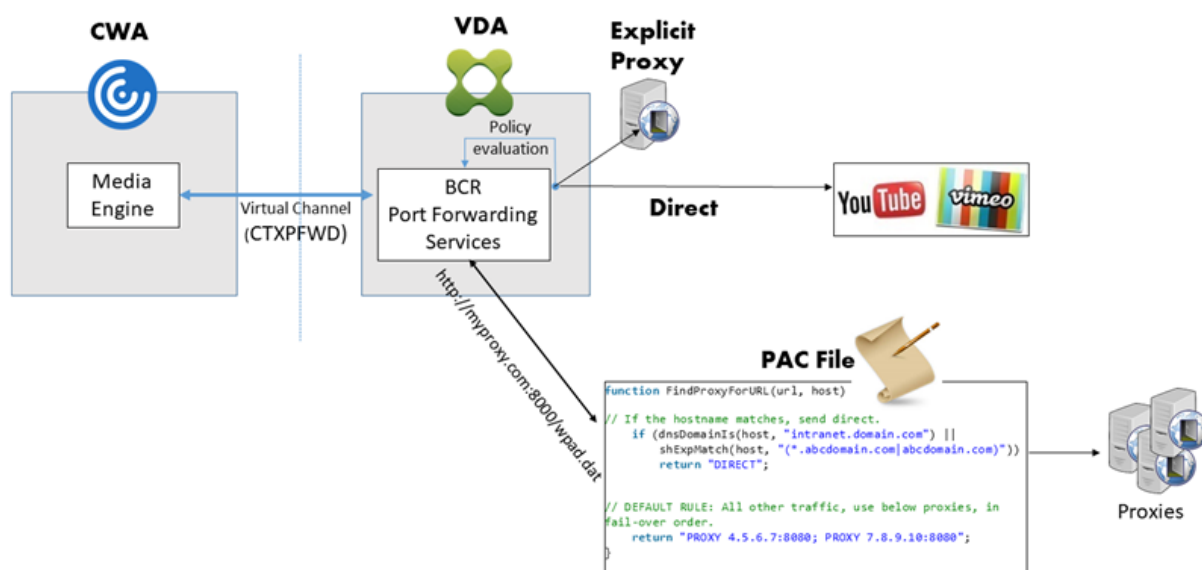 CWA
VDA
Explicit
Proxy
Policy
evaluation
Media
Engine
Virtual Channel
(CTXPFWD)
BCR
Port Forwarding
Services
Direct
You Tube
vimeo
http://myproxy.com:8000/wpad.dat
PAC File
function FindProxyForURL(url, host)
// If the hostname matches, send direct.
if (dnsDomainIs(host, "intranet.domain.com") ||
shExpMatch(host, "(*.abcdomain.com|abcdomain.com)"))
return "DIRECT";
// DEFAULT RULE: All other traffic, use below proxies, in
fail-over order.
return "PROXY 4.5.6.7:8080; PROXY 7.8.9.10:8080";
}
Proxies